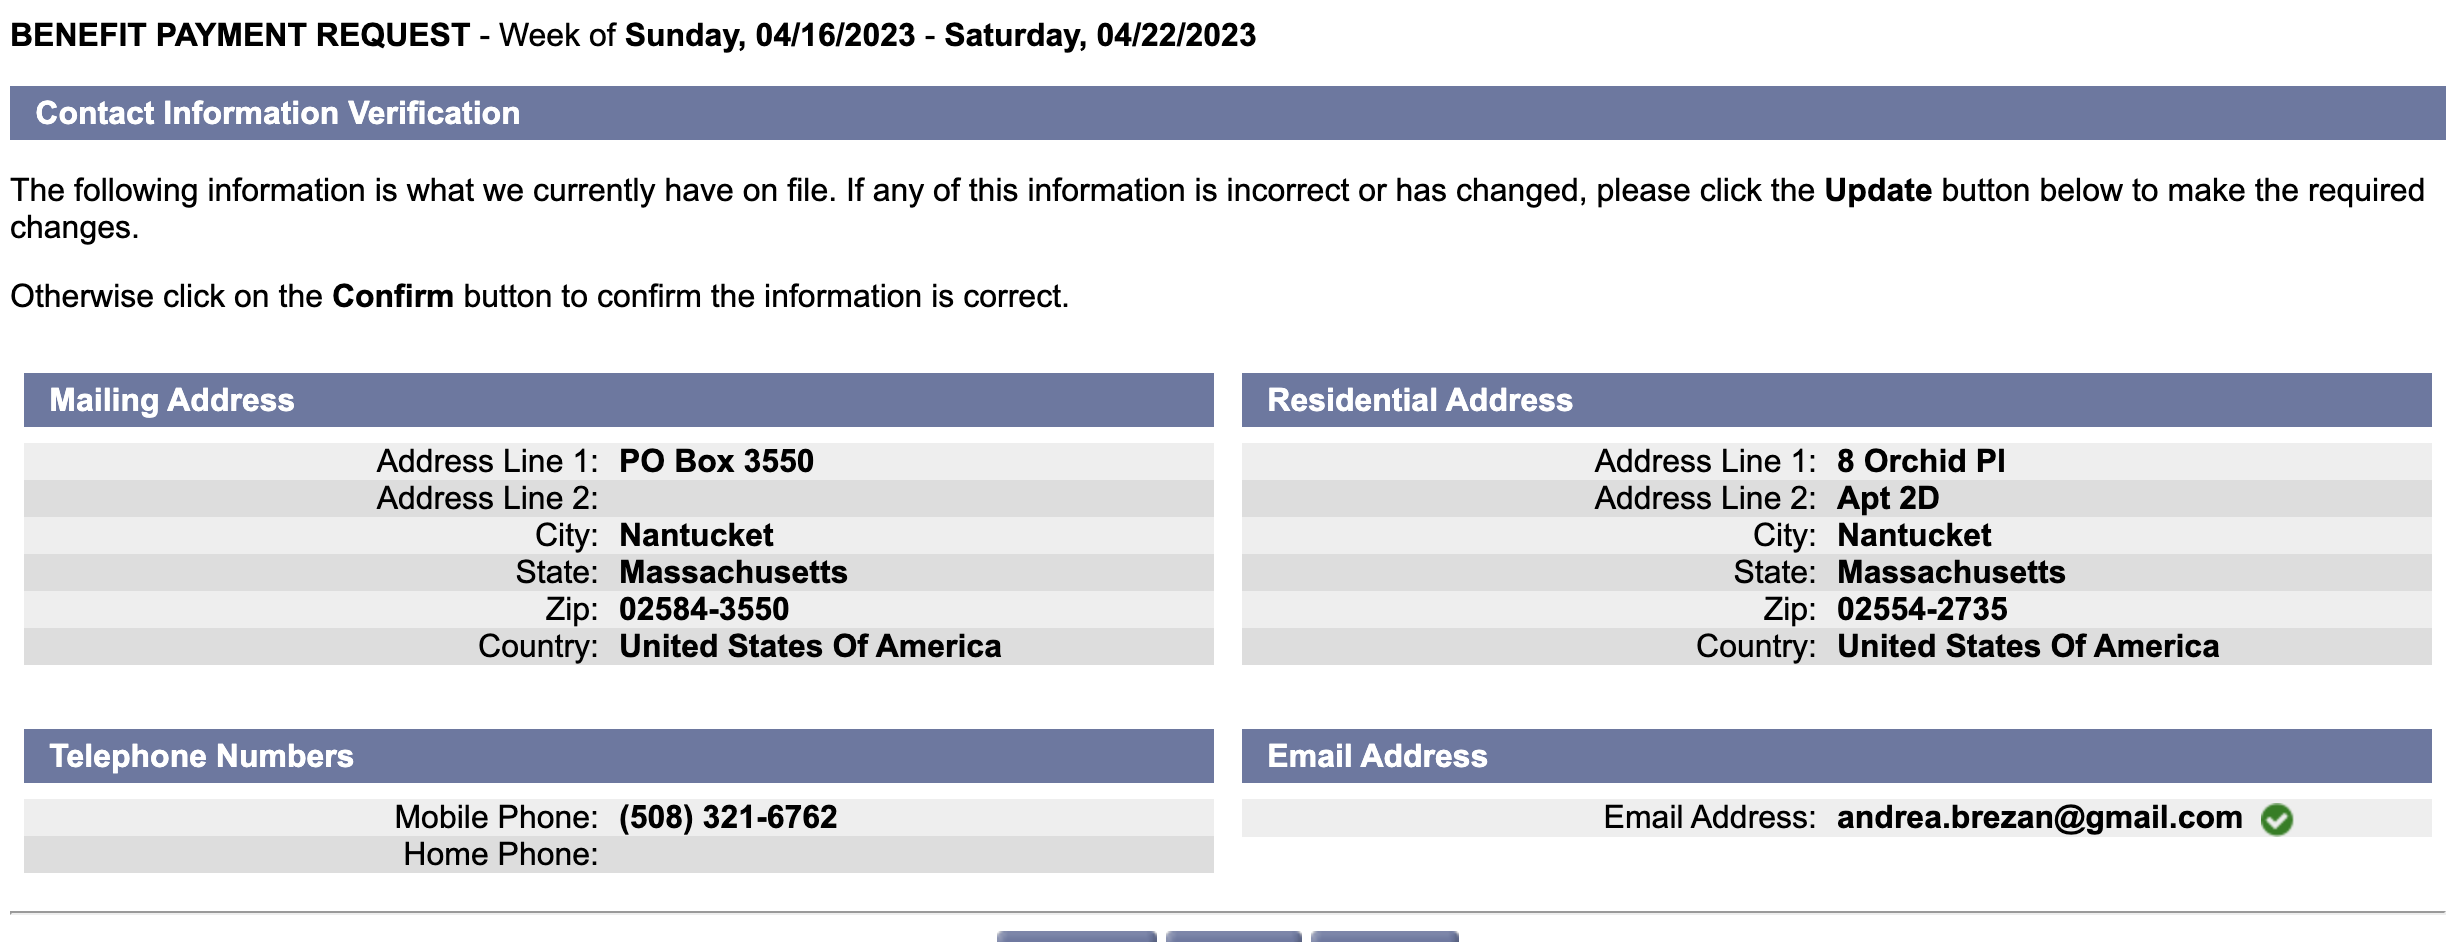 BENEFIT PAYMENT REQUEST - Week of Sunday, 04/16/2023 - Saturday, 04/22/2023
Contact Information Verification
The following information is what we currently have on file. If any of this information is incorrect or has changed, please click the Update button below to make the required
changes.
Otherwise click on the Confirm button to confirm the information is correct.
Mailing Address
Address Line 1: PO Box 3550
Address Line 2:
City: Nantucket
State: Massachusetts
Zip: 02584-3550
Country: United States Of America
Residential Address
Address Line 1: 8 Orchid Pl
Address Line 2: Apt 2D
City: Nantucket
State: Massachusetts
Zip: 02554-2735
Country: United States Of America
Telephone Numbers
Mobile Phone: (508) 321-6762
Home Phone:
Email Address
Email Address: andrea.brezan@gmail.com